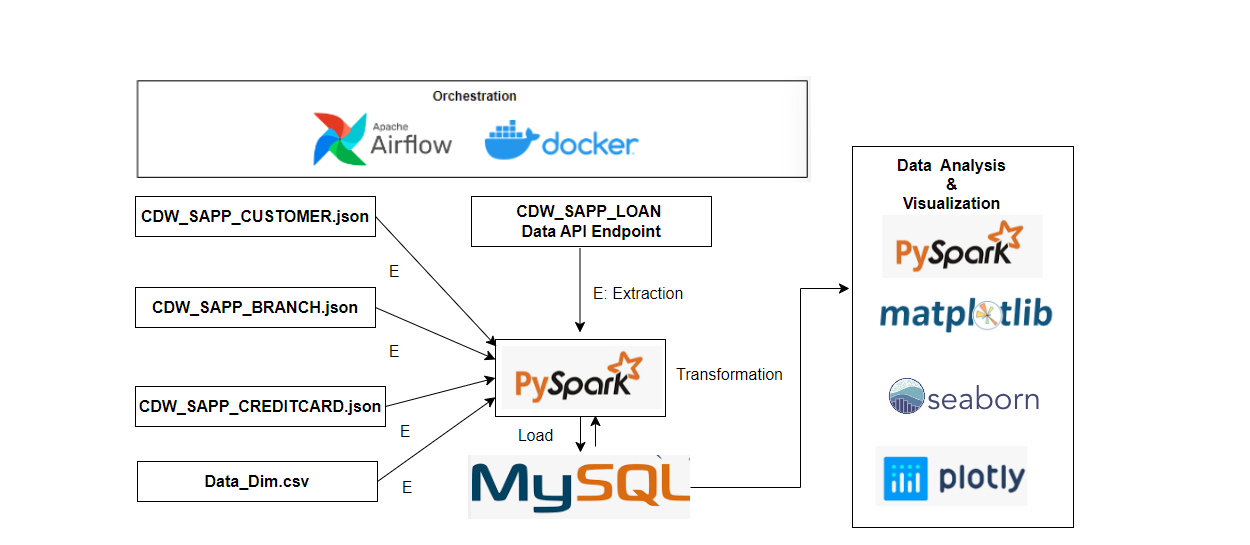 Orchestration
Apache
Airflow
docker
Data Analysis
&
Visualization
CDW_SAPP_CUSTOMER.json
CDW_SAPP_LOAN
Data API Endpoint
PySpark
E
E: Extraction
CDW_SAPP_BRANCH.json
matplotlib
E
PySpark
Transformation
CDW_SAPP_CREDITCARD.json
seaborn
E
Load
Data_Dim.csv
E
MySQL
plotly